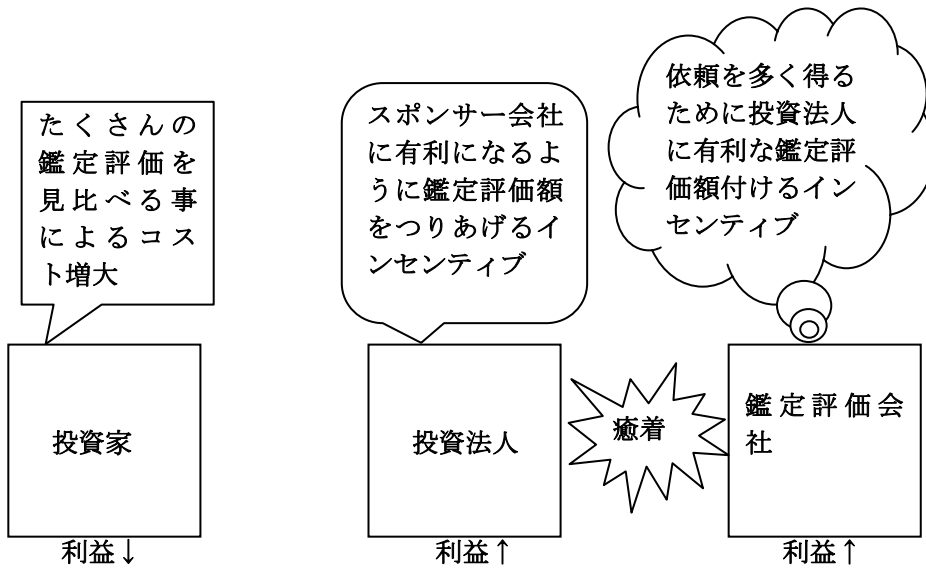 たくさんの
鑑定評価を
見比べる事
によるコス
ト増大
スポンサー会社
に有利になるよ
うに鑑定評価額
をつりあげるイ
ンセンティブ
依頼を多く得る
ために投資法人
に有利な鑑定評
価額付けるイン
センティブ
投資家
投資法人
癒着
鑑定評価会
社
利益↓
利益↑
利益↑